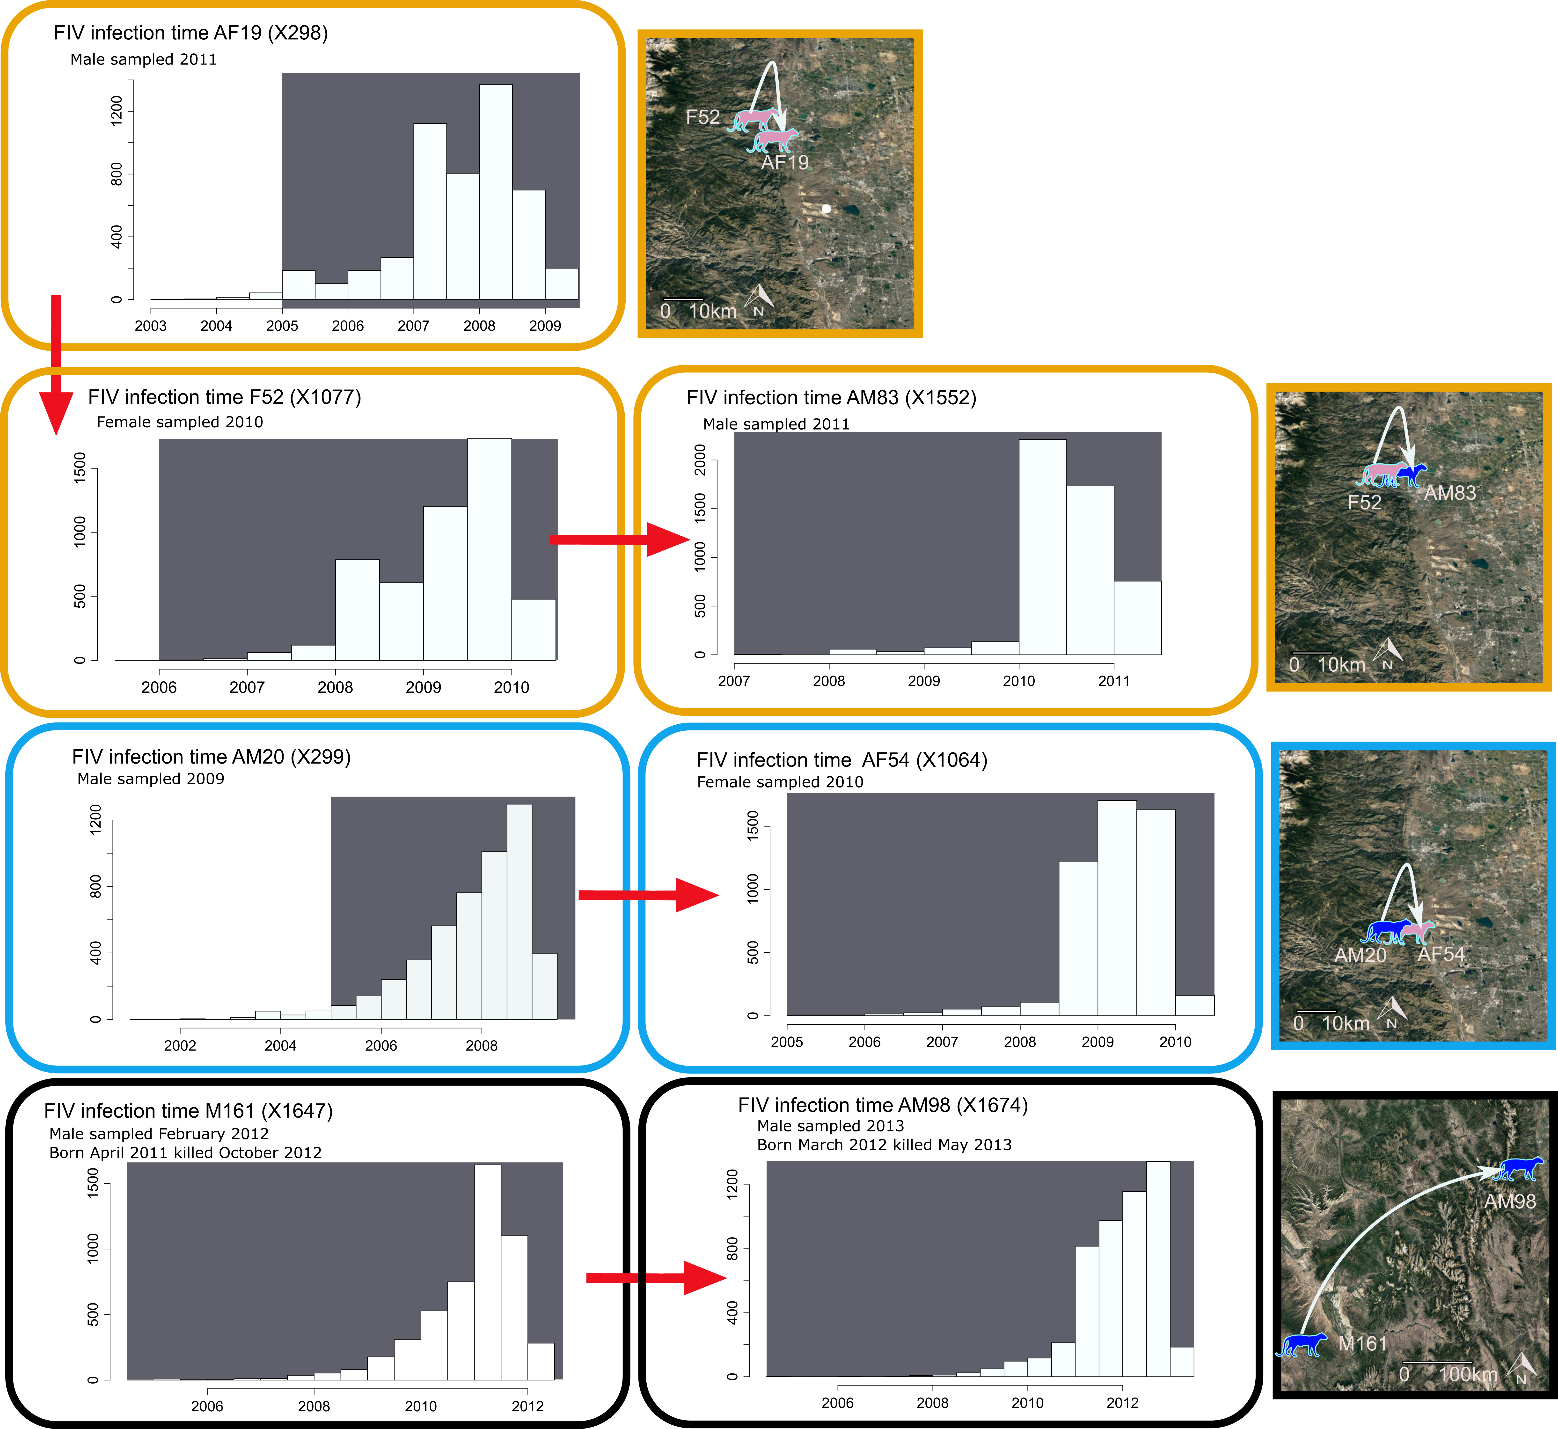 FIV infection time AF19 (X298)
Male sampled 2011
0 400 800 1200
2003 2004 2005 2006 2007 2008 2009
F52
AF19
0 10km N
FIV infection time F52 (X1077)
Female sampled 2010
0 500 1000 1500
2006 2007 2008 2009 2010
FIV infection time AM83 (X1552)
Male sampled 2011
0 500 1000 1500 2000
2007 2008 2009 2010 2011
F52 AM83
0 10km N
FIV infection time AM20 (X299)
Male sampled 2009
0 400 800 1200
2002 2004 2006 2008
FIV infection time AF54 (X1064)
Female sampled 2010
0 500 1000 1500
2005 2006 2007 2008 2009 2010
AM20 AF54
0 10km N
FIV infection time M161 (X1647)
Male sampled February 2012
Born April 2011 killed October 2012
0 500 1000 1500
2006 2008 2010 2012
FIV infection time AM98 (X1674)
Male sampled 2013
Born March 2012 killed May 2013
0 400 800 1200
2006 2008 2010 2012
AM98
M161
0 100km N